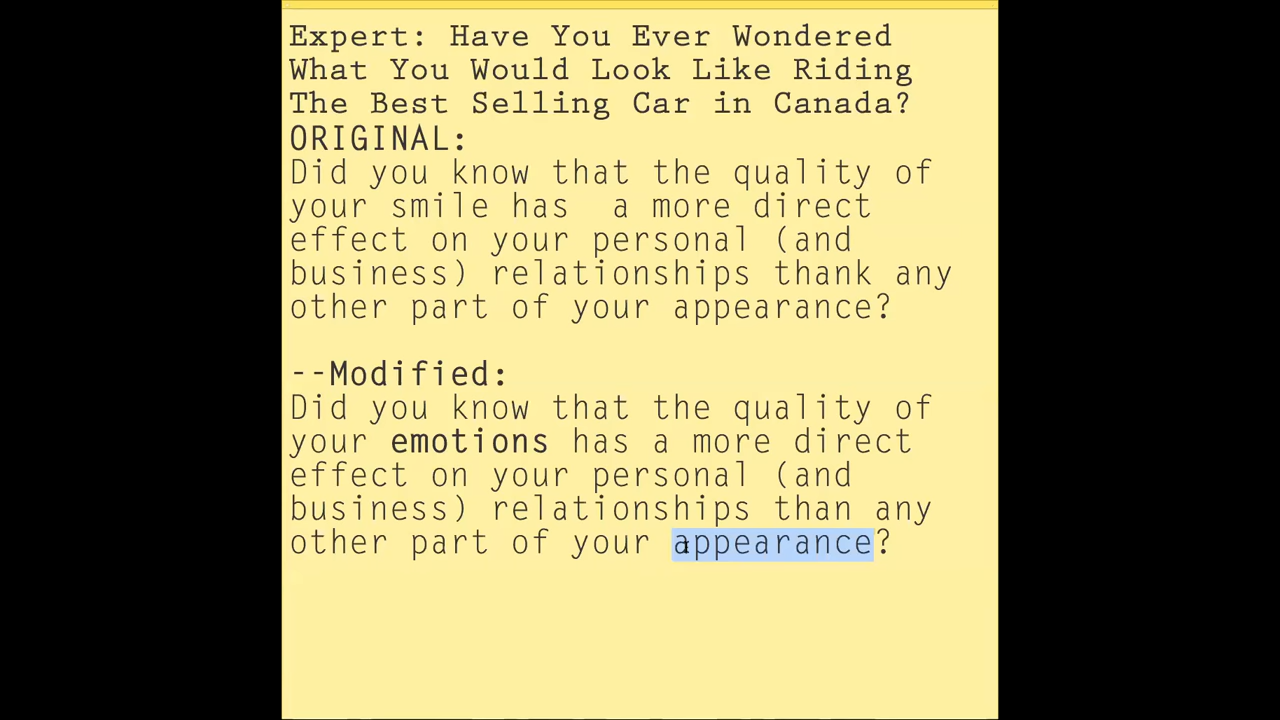 Expert: Have You Ever Wondered
What You Would Look Like Riding
The Best Selling Car in Canada?
ORIGINAL:
Did you know that the quality of
your smile has  a more direct
effect on your personal (and
business) relationships thank any
other part of your appearance?
--Modified:
Did you know that the quality of
your emotions has a more direct
effect on your personal (and
business) relationships than any
other part of your appearance?